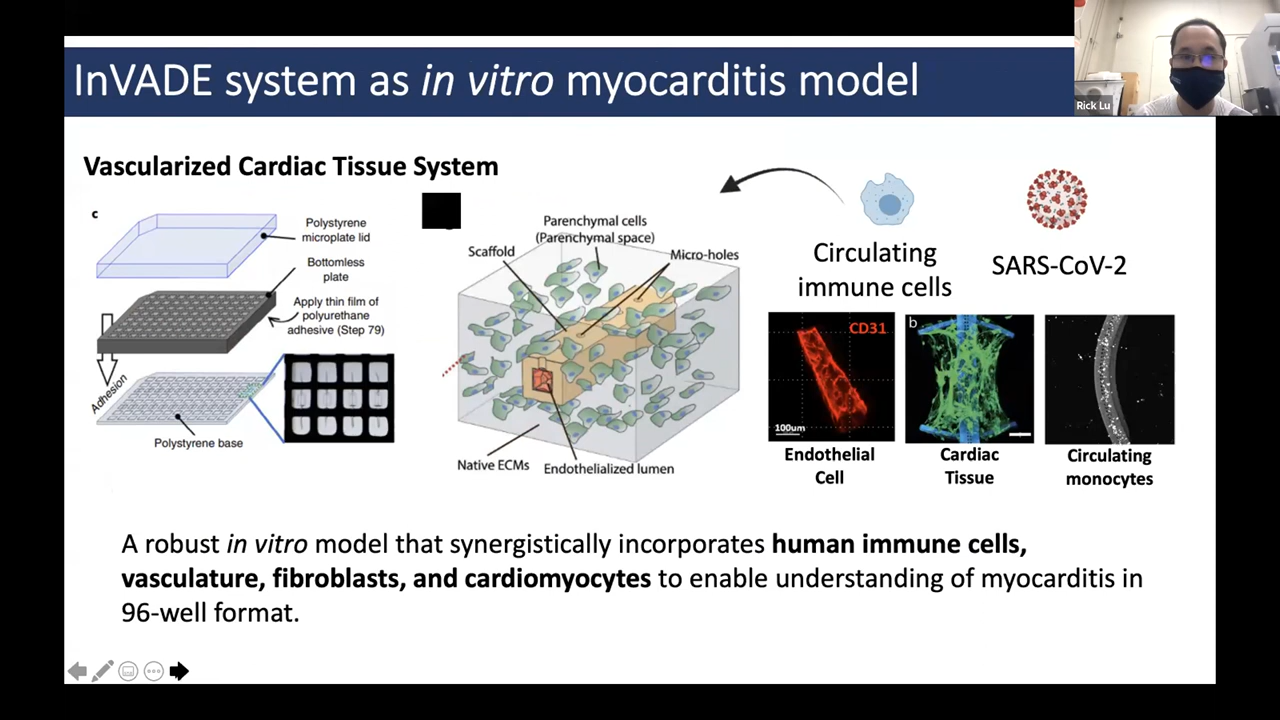 InVADE system as in vitro myocarditis model
Rick Lu
Vascularized Cardiac Tissue System
c
Polystyrene
microplate lid
Bottomless
plate
Apply thin film of
polyurethane
adhesive (Step 79)
Adhesion
Polystyrene base
Parenchymal cells
(Parenchymal space)
Scaffold
Micro-holes
Native ECMs
Endothelialized lumen
Circulating
immune cells
SARS-CoV-2
CD31
100um
Endothelial
Cell
b
Cardiac
Tissue
Circulating
monocytes
A robust in vitro model that synergistically incorporates human immune cells,
vasculature, fibroblasts, and cardiomyocytes to enable understanding of myocarditis in
96-well format.